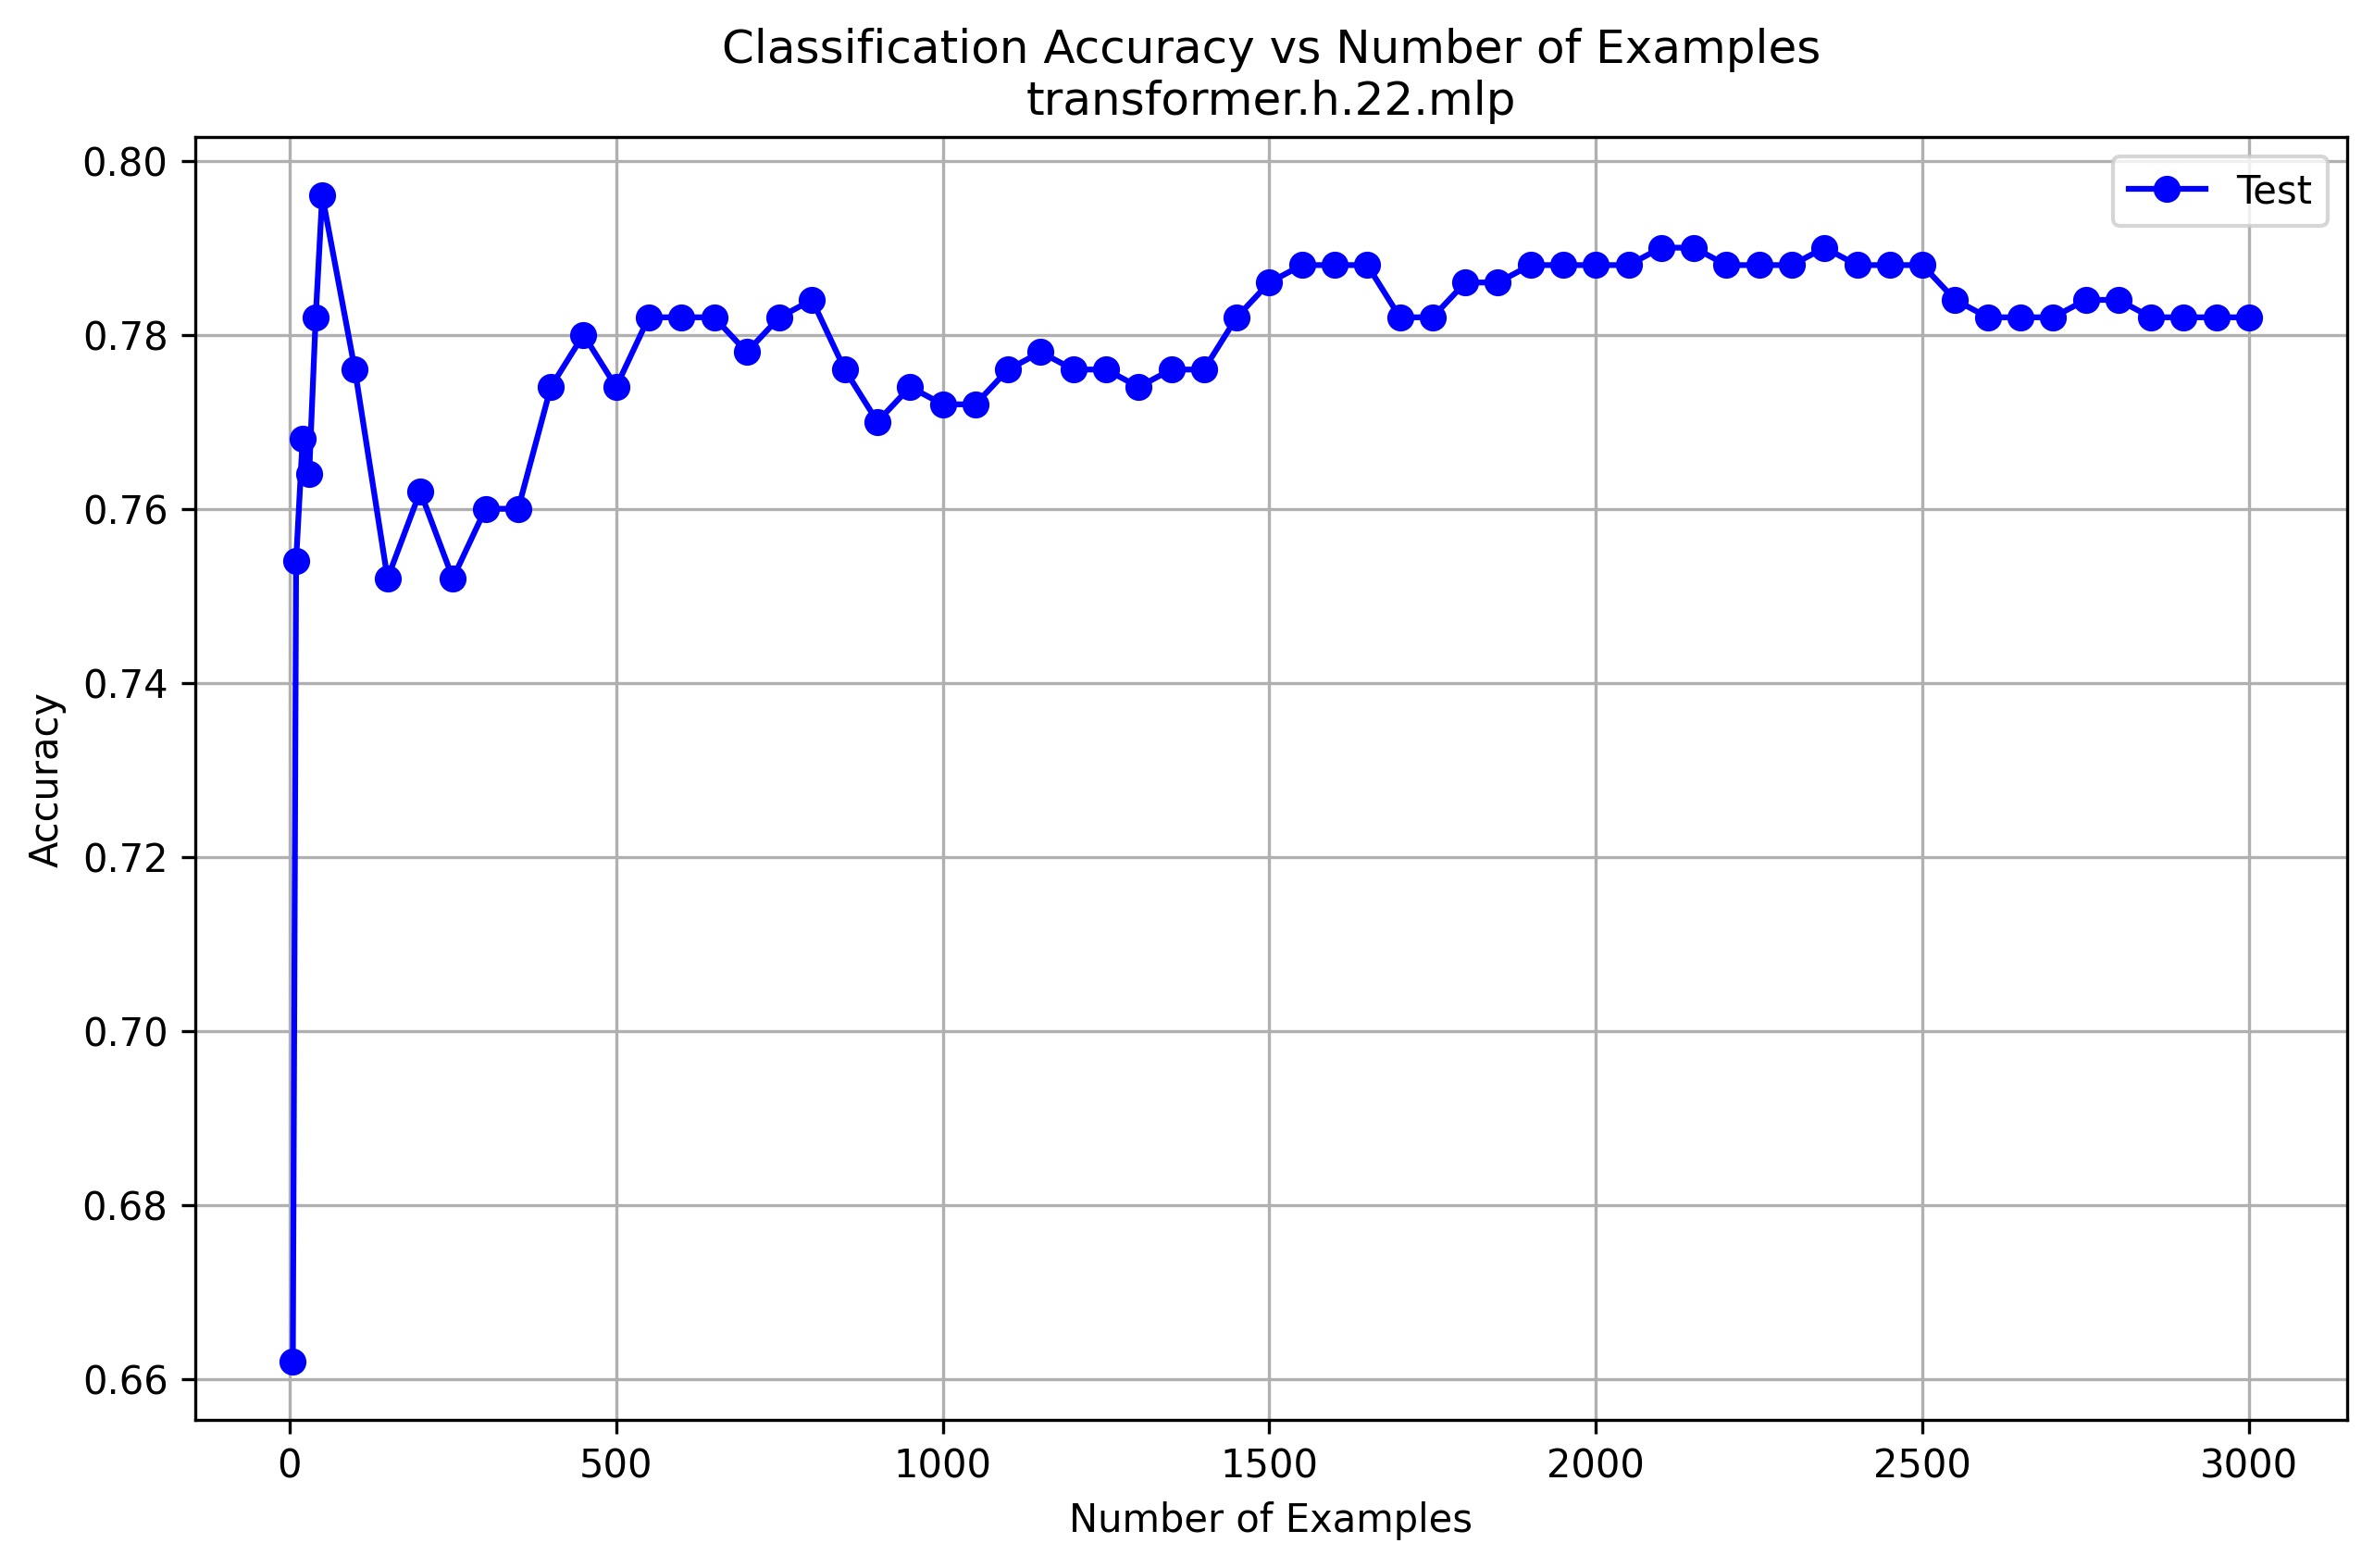 Classification Accuracy vs Number of Examples
transformer.h.22.mlp
Test
0.80
0.78
0.76
0.74
0.72
0.70
0.68
0.66
Accuracy
0 500 1000 1500 2000 2500 3000
Number of Examples